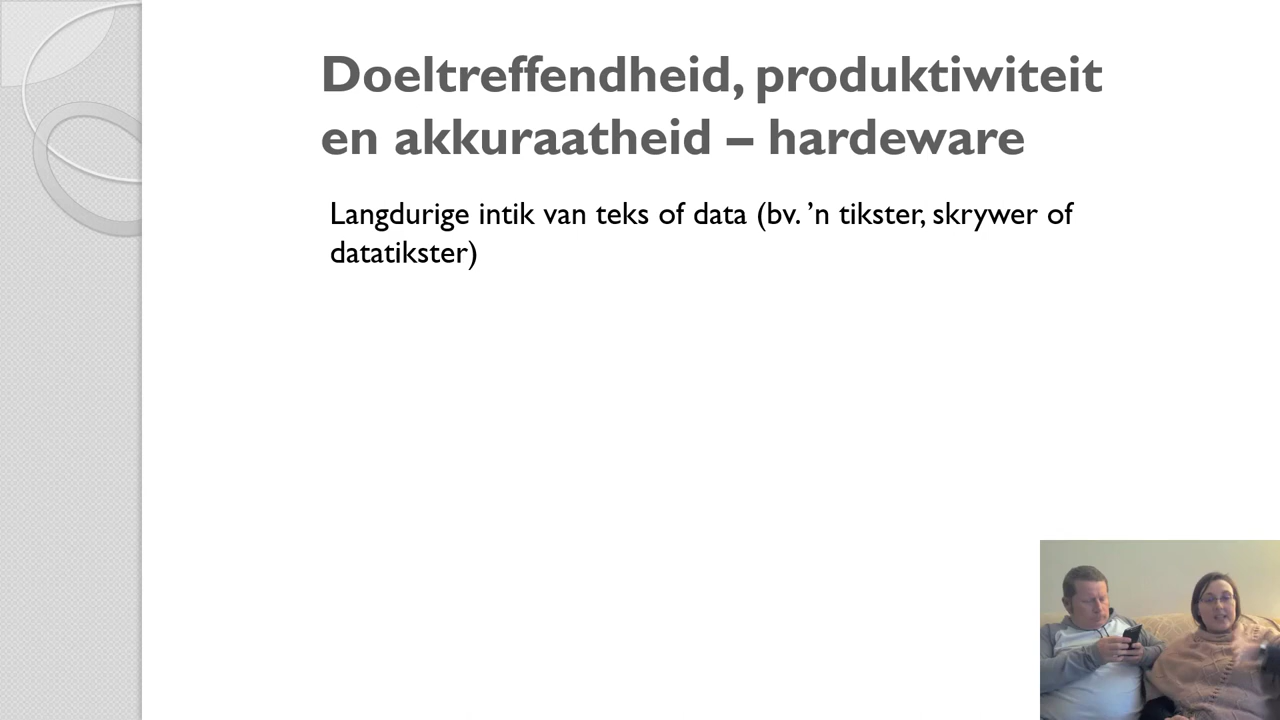 Doeltreffendheid, produktiwiteit
en akkuraatheid – hardeware
Langdurige intik van teks of data (bv. ’n tikster, skrywer of
datatikster)